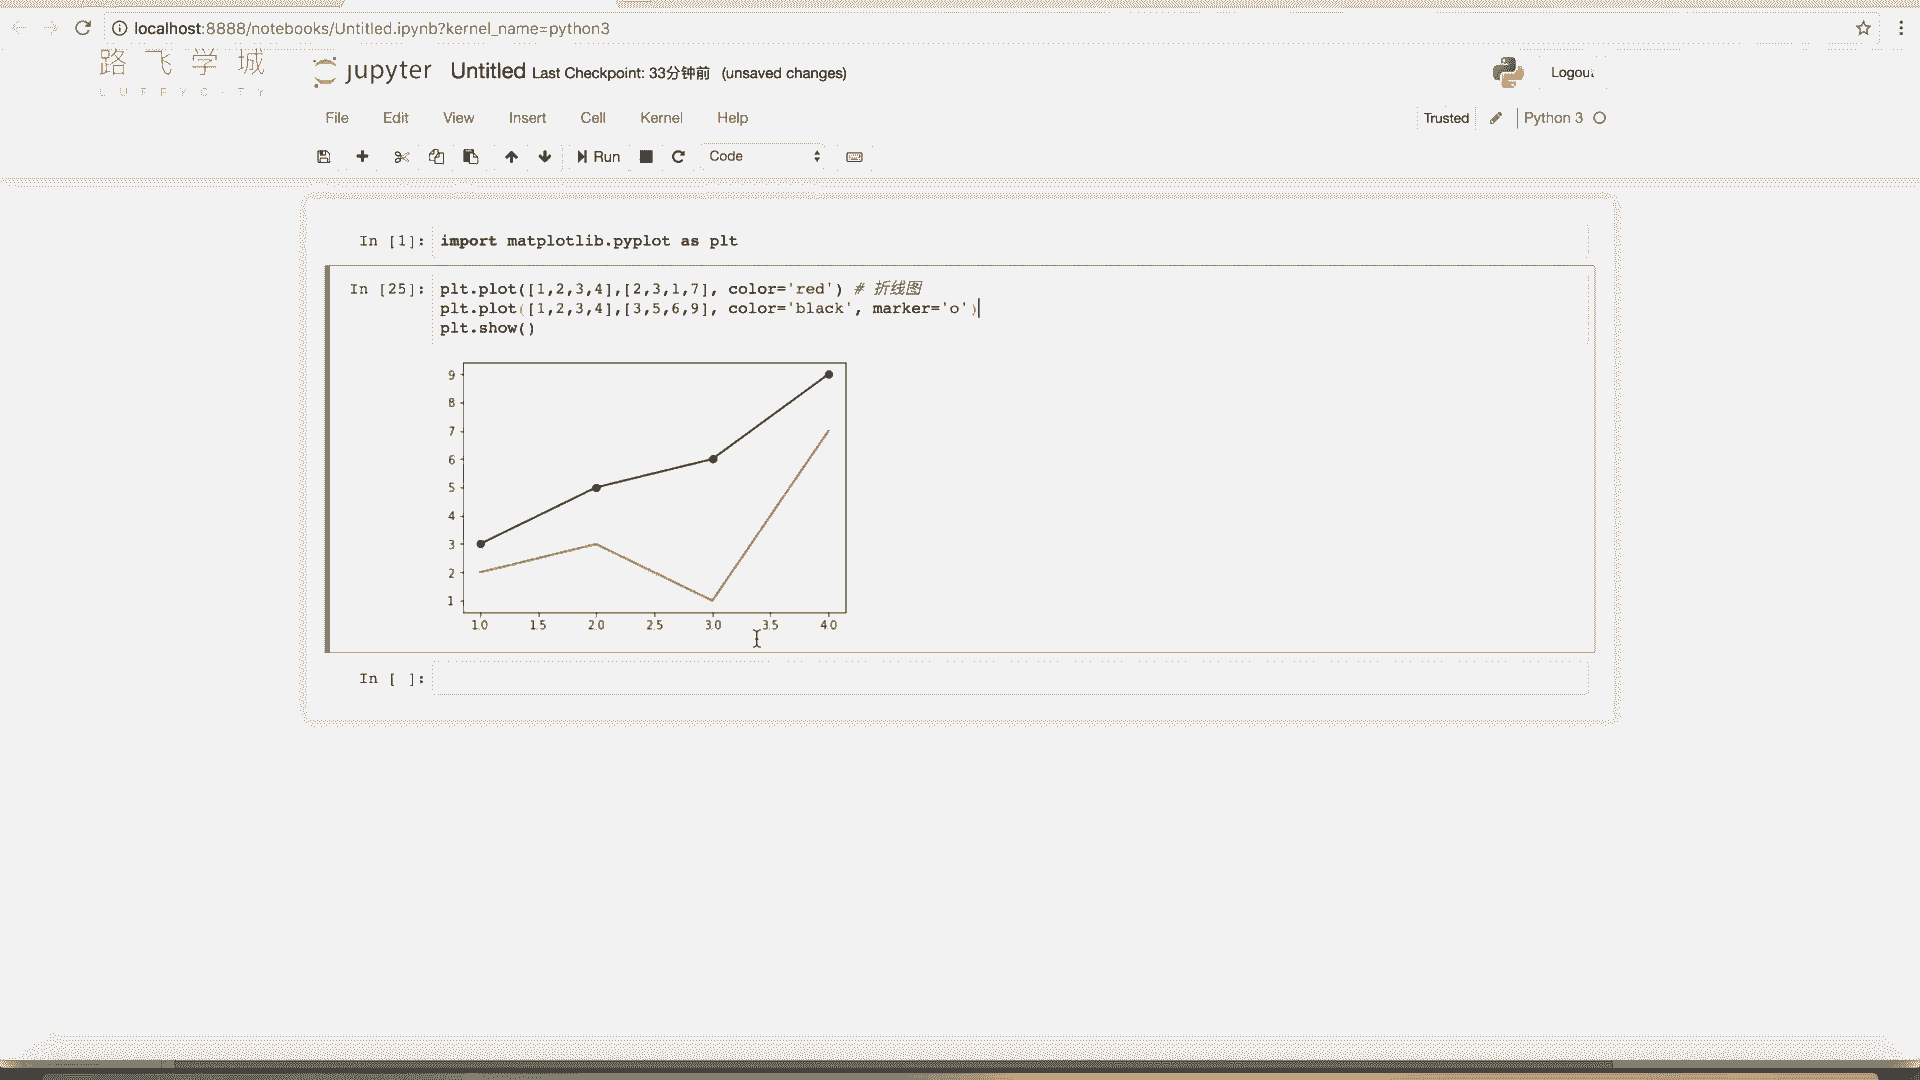 localhost:8888/notebooks/Untitled.ipynb?kernel_name=python3
路飞学城
LUFFYCITY
jupyter Untitled Last Checkpoint: 33分钟前 (unsaved changes)
Logout
File Edit View Insert Cell Kernel Help
Trusted Python 3
Run Code
In [1]: import matplotlib.pyplot as plt
In [25]: plt.plot([1,2,3,4],[2,3,1,7], color='red') # 折线图
plt.plot([1,2,3,4],[3,5,6,9], color='black', marker='o')
plt.show()
9
8
7
6
5
4
3
2
1
1.0 1.5 2.0 2.5 3.0 3.5 4.0
In [ ]: